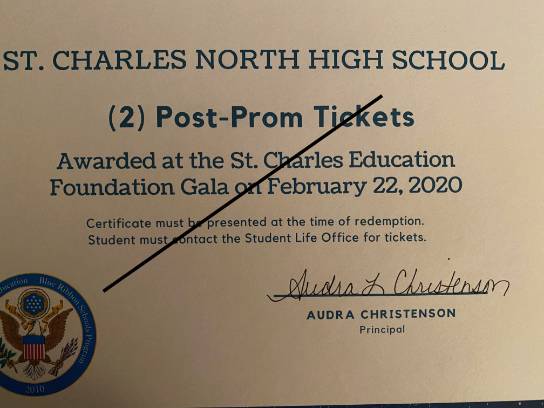 ST. CHARLES NORTH HIGH SCHOOL
(2) Post-Prom Tickets
Awarded at the St. Charles Education
Foundation Gala on February 22, 2020
Certificate must be presented at the time of redemption.
Student must contact the Student Life Office for tickets.
Audra L Christenson
AUDRA CHRISTENSON
Principal
ucation Blue Ribbon Schools Program
2010